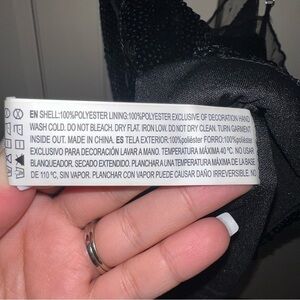 EN SHELL:100%POLYESTER LINING:100%POLYESTER EXCLUSIVE OF DECORATION HAND
WASH COLD. DO NOT BLEACH. DRY FLAT. IRON LOW. DO NOT DRY CLEAN. TURN GARMENT
INSIDE OUT. MADE IN CHINA. ES TELA EXTERIOR:100%poliéster FORRO:100%poliéster
EXCLUSIVO PARA DECORACIÓN LAVAR A MANO. TEMPERATURA MÁXIMA 40 ºC. NO USAR
BLANQUEADOR. SECADO EXTENDIDO. PLANCHAR A UNA TEMPERATURA MÁXIMA DE LA BASE
DE 110 ºC, SIN VAPOR. PLANCHAR CON VAPOR PUEDE CAUSAR DAÑO IRREVERSIBLE. NO